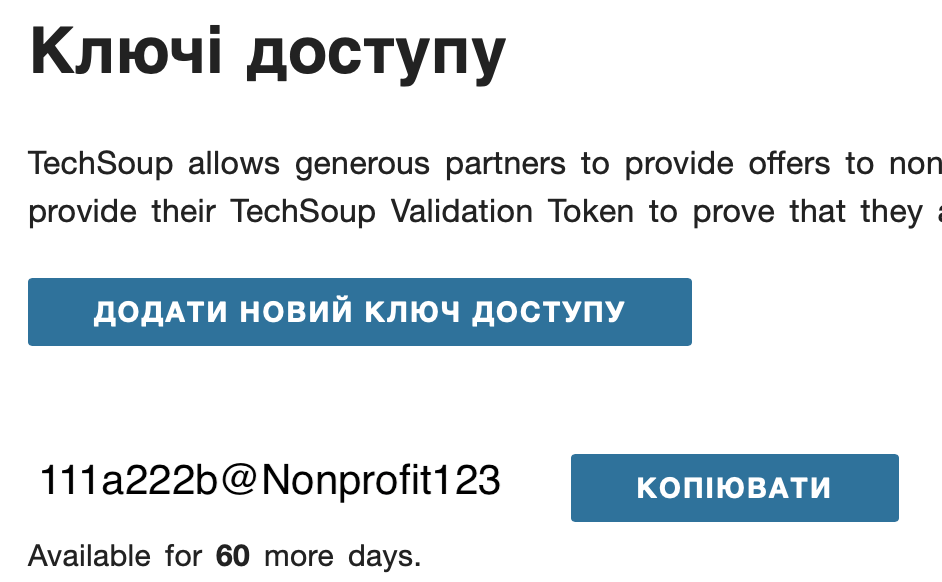 Ключі доступу
TechSoup allows generous partners to provide offers to non
provide their TechSoup Validation Token to prove that they
ДОДАТИ НОВИЙ КЛЮЧ ДОСТУПУ
111a222b@Nonprofit123
КОПІЮВАТИ
Available for 60 more days.